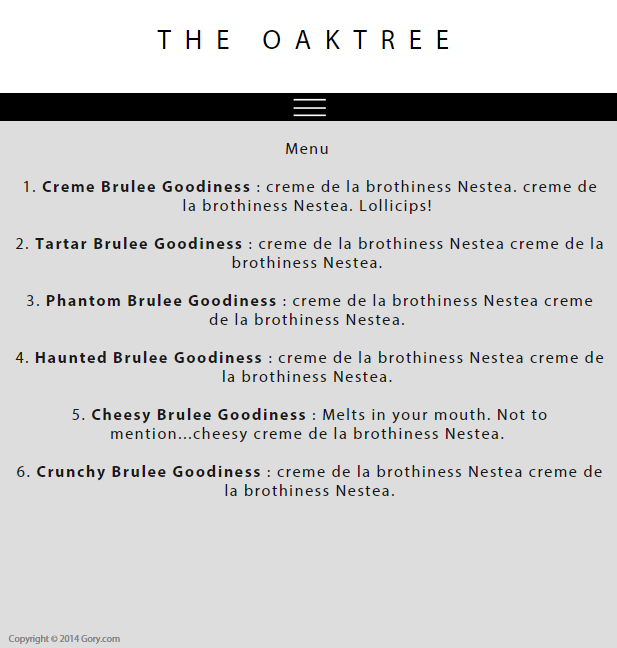 THE OAKTREE
Menu
1. Creme Brulee Goodiness : creme de la brothiness Nestea. creme de
la brothiness Nestea. Lollicips!
2. Tartar Brulee Goodiness : creme de la brothiness Nestea creme de la
brothiness Nestea.
3. Phantom Brulee Goodiness : creme de la brothiness Nestea creme
de la brothiness Nestea.
4. Haunted Brulee Goodiness : creme de la brothiness Nestea creme de
la brothiness Nestea.
5. Cheesy Brulee Goodiness : Melts in your mouth. Not to
mention...cheesy creme de la brothiness Nestea.
6. Crunchy Brulee Goodiness : creme de la brothiness Nestea creme de
la brothiness Nestea.
Copyright © 2014 Gory.com